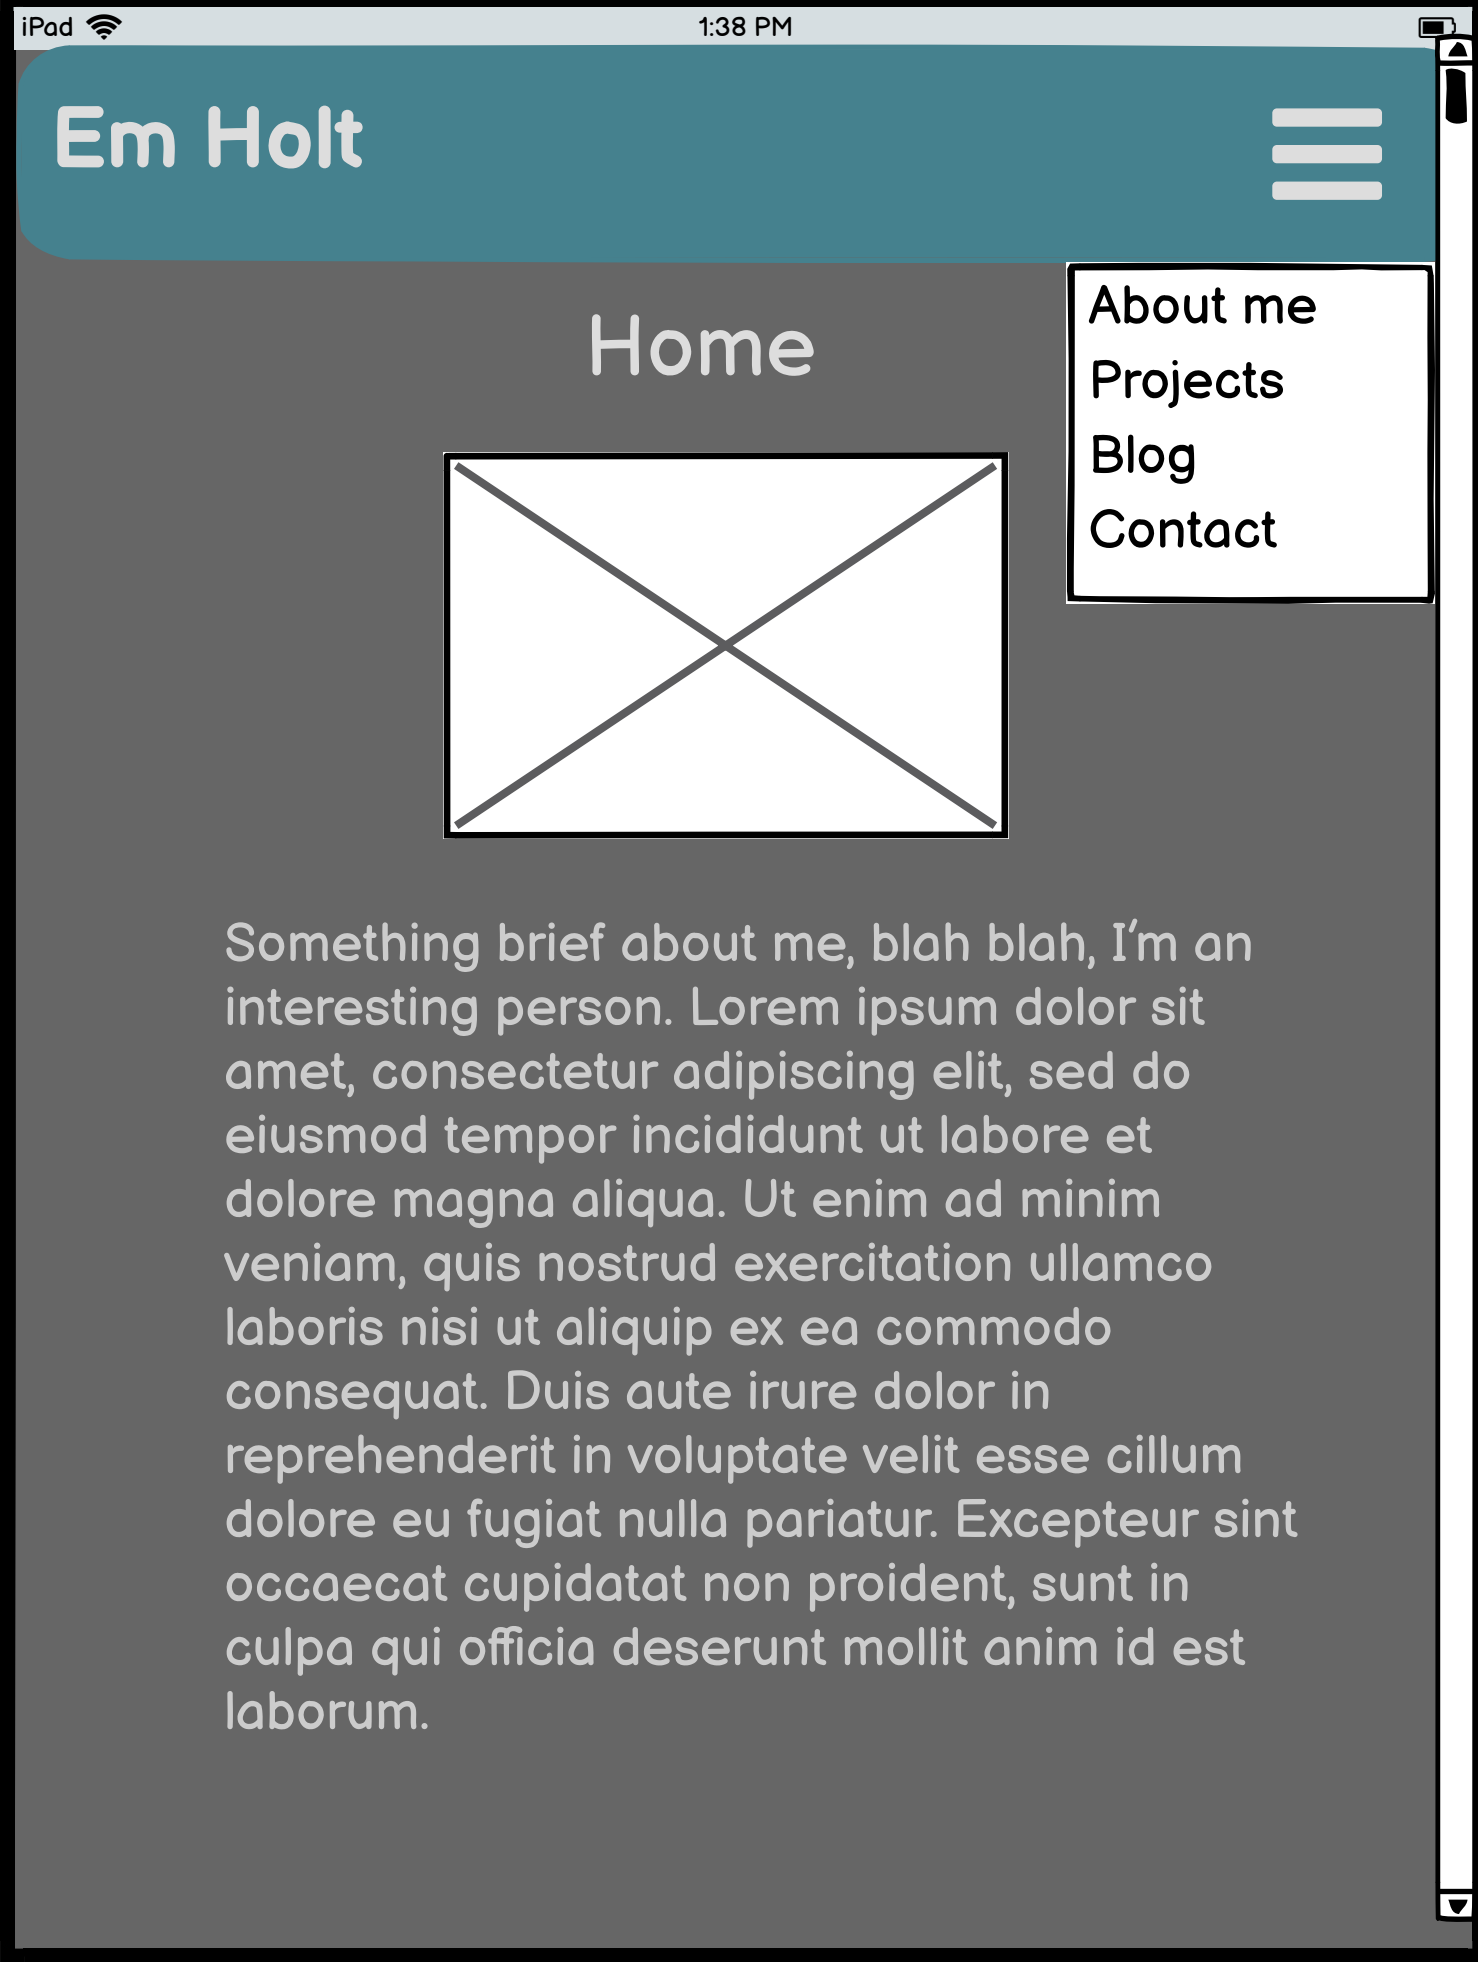 iPad
1:38 PM
Em Holt
About me
Projects
Blog
Contact
Home
Something brief about me, blah blah, I'm an
interesting person. Lorem ipsum dolor sit
amet, consectetur adipiscing elit, sed do
eiusmod tempor incididunt ut labore et
dolore magna aliqua. Ut enim ad minim
veniam, quis nostrud exercitation ullamco
laboris nisi ut aliquip ex ea commodo
consequat. Duis aute irure dolor in
reprehenderit in voluptate velit esse cillum
dolore eu fugiat nulla pariatur. Excepteur sint
occaecat cupidatat non proident, sunt in
culpa qui officia deserunt mollit anim id est
laborum.